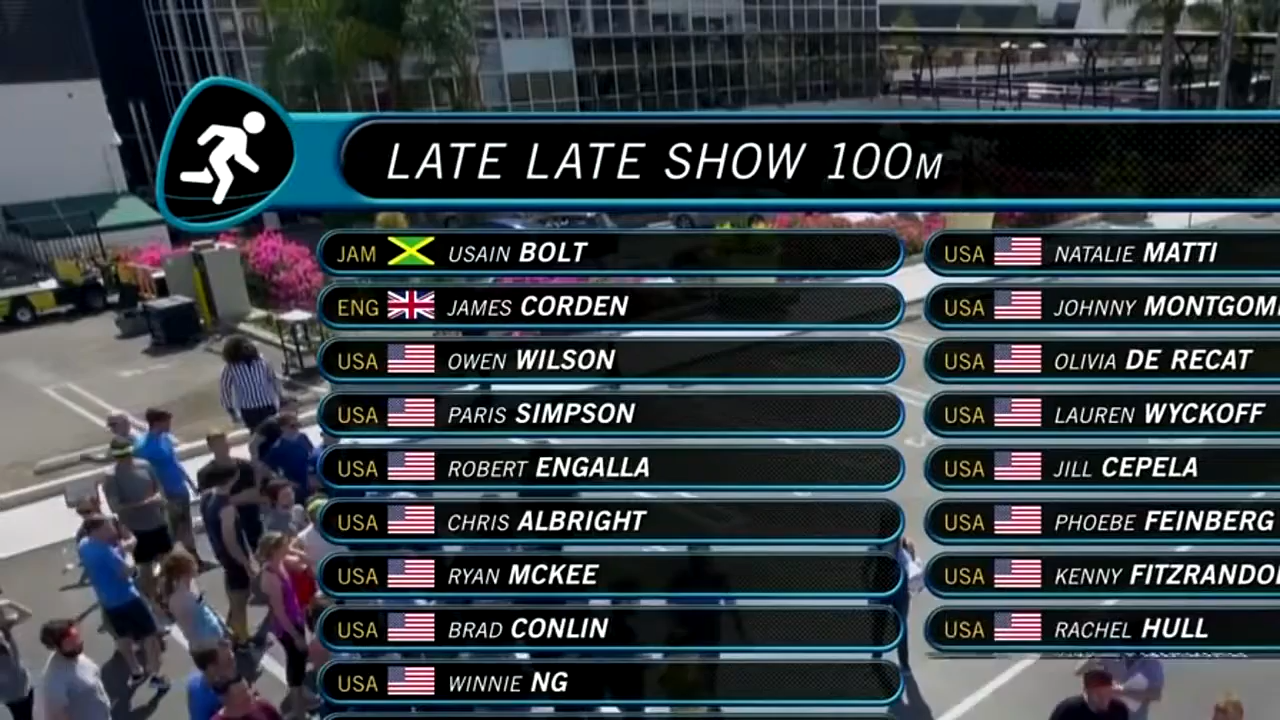 LATE LATE SHOW 100M
JAM USAIN BOLT
ENG JAMES CORDEN
USA OWEN WILSON
USA PARIS SIMPSON
USA ROBERT ENGALLA
USA CHRIS ALBRIGHT
USA RYAN MCKEE
USA BRAD CONLIN
USA WINNIE NG
USA NATALIE MATTI
USA JOHNNY
USA OLIVIA DE RECAT
USA LAUREN WYCKOFF
USA JILL CEPELA
USA PHOEBE FEINBERG
USA KENNY
USA RACHEL HULL